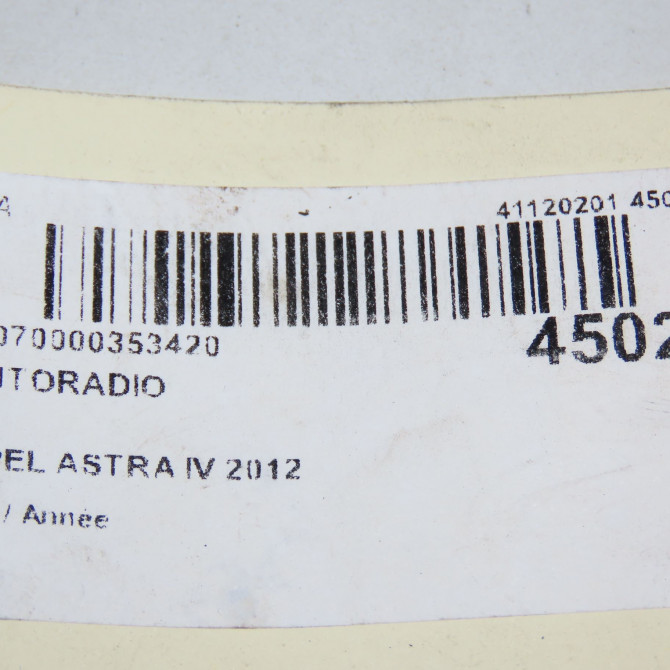 4 41120201 450
070000353420 4502
UTORADIO
PEL ASTRA IV 2012
/ Année